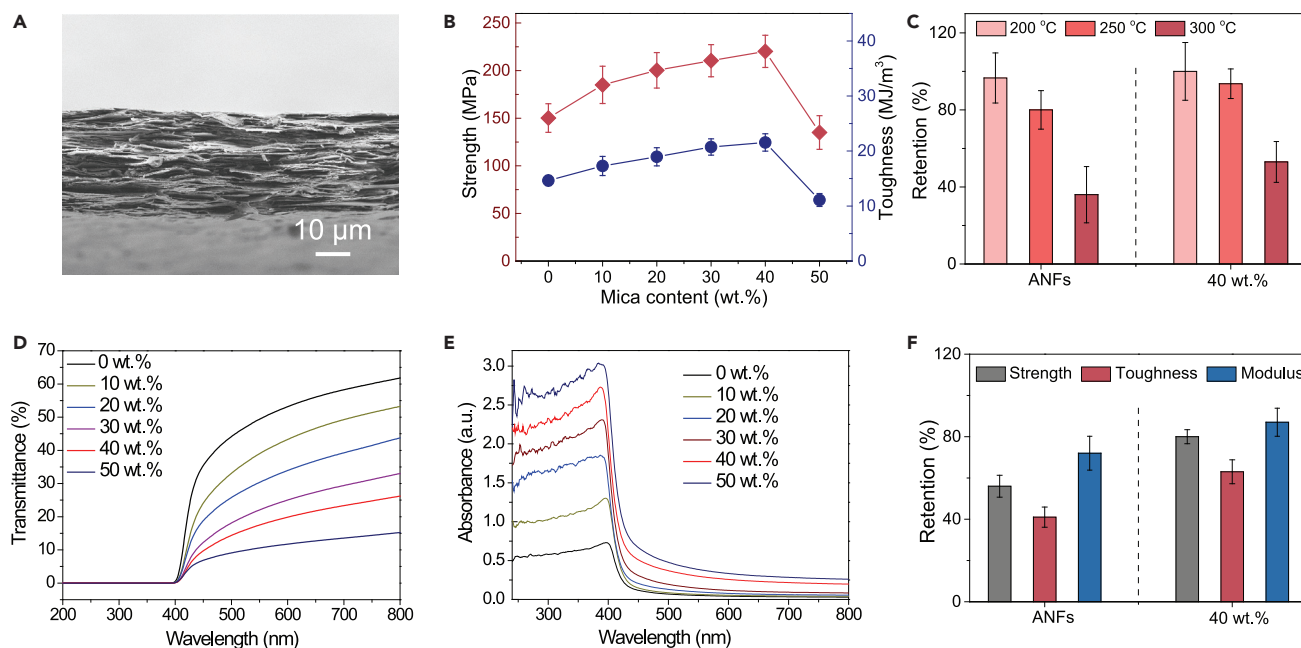 A
10 μm
B
Strength (MPa)
250
225
200
175
150
125
100
75
50
25
0
Toughness (MJ/m³)
40
30
20
10
0
0 10 20 30 40 50
Mica content (wt.%)
C
200 °C 250 °C 300 °C
Retention (%)
120
80
40
0
ANFs 40 wt.%
D
Transmittance (%)
70
60
50
40
30
20
10
0
0 wt.%
10 wt.%
20 wt.%
30 wt.%
40 wt.%
50 wt.%
200 300 400 500 600 700 800
Wavelength (nm)
E
Absorbance (a.u.)
3.0
2.5
2.0
1.5
1.0
0.5
0.0
0 wt.%
10 wt.%
20 wt.%
30 wt.%
40 wt.%
50 wt.%
300 400 500 600 700 800
Wavelength (nm)
F
Strength Toughness Modulus
Retention (%)
120
80
40
0
ANFs 40 wt.%